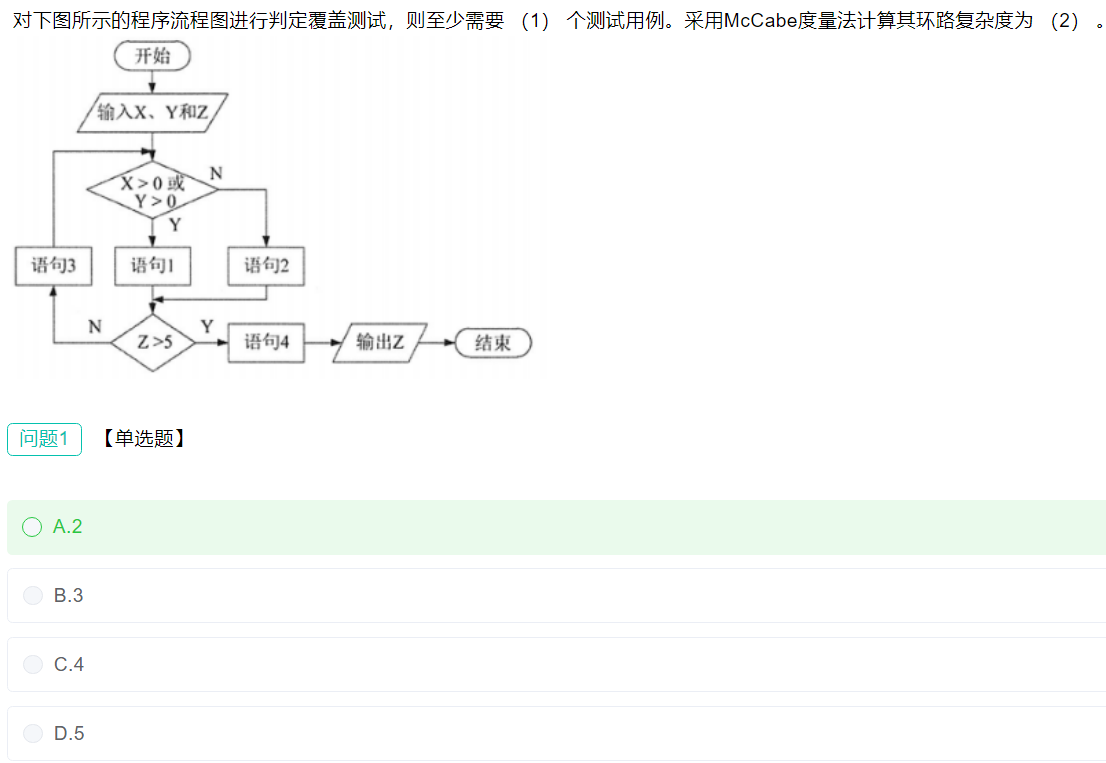 对下图所示的程序流程图进行判定覆盖测试，则至少需要 （1） 个测试用例。采用McCabe度量法计算其环路复杂度为 （2） 。
开始
输入X、Y和Z
X>0 或
Y>0
N
Y
语句3
语句1
语句2
N
Z>5
Y
语句4
输出Z
结束
问题1 【单选题】
A.2
B.3
C.4
D.5